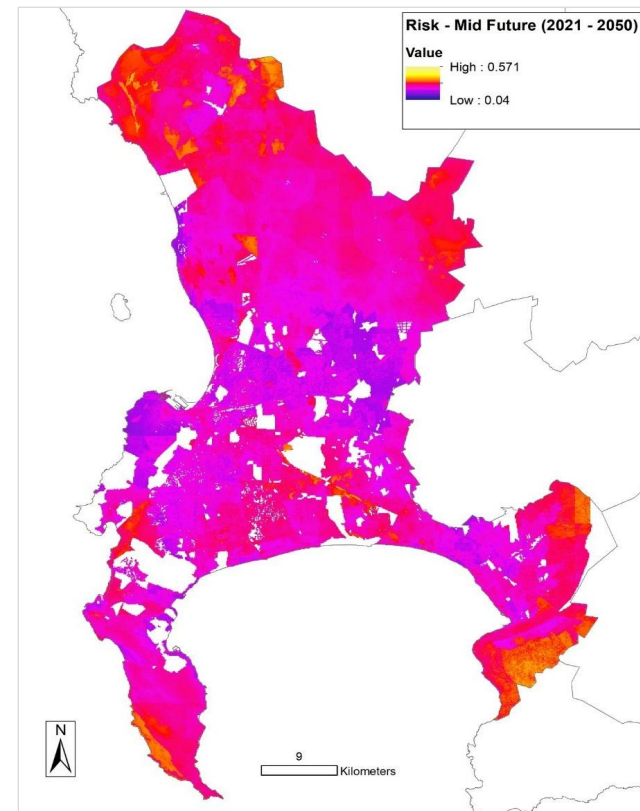 Risk - Mid Future (2021 - 2050)
Value
High : 0.571
Low : 0.04
N
9
Kilometers